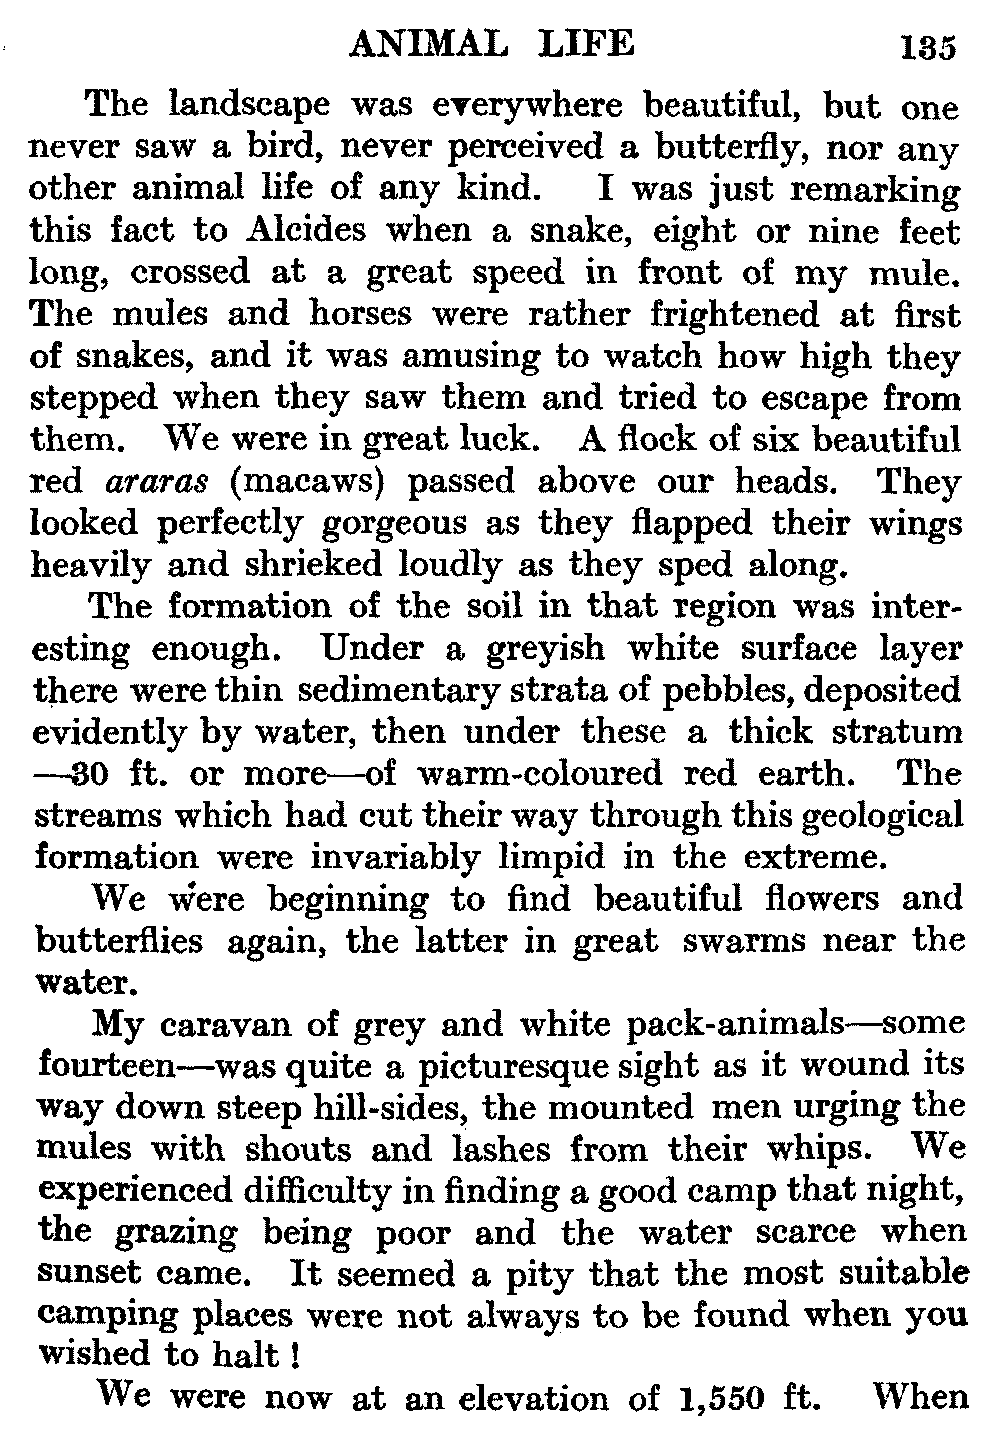 ANIMAL LIFE 135
The landscape was everywhere beautiful, but one
never saw a bird, never perceived a butterfly, nor any
other animal life of any kind. I was just remarking
this fact to Alcides when a snake, eight or nine feet
long, crossed at a great speed in front of my mule.
The mules and horses were rather frightened at first
of snakes, and it was amusing to watch how high they
stepped when they saw them and tried to escape from
them. We were in great luck. A flock of six beautiful
red araras (macaws) passed above our heads. They
looked perfectly gorgeous as they flapped their wings
heavily and shrieked loudly as they sped along.
The formation of the soil in that region was inter-
esting enough. Under a greyish white surface layer
there were thin sedimentary strata of pebbles, deposited
evidently by water, then under these a thick stratum
—30 ft. or more—of warm-coloured red earth. The
streams which had cut their way through this geological
formation were invariably limpid in the extreme.
We were beginning to find beautiful flowers and
butterflies again, the latter in great swarms near the
water.
My caravan of grey and white pack-animals—some
fourteen—was quite a picturesque sight as it wound its
way down steep hill-sides, the mounted men urging the
mules with shouts and lashes from their whips. We
experienced difficulty in finding a good camp that night,
the grazing being poor and the water scarce when
sunset came. It seemed a pity that the most suitable
camping places were not always to be found when you
wished to halt !
We were now at an elevation of 1,550 ft. When